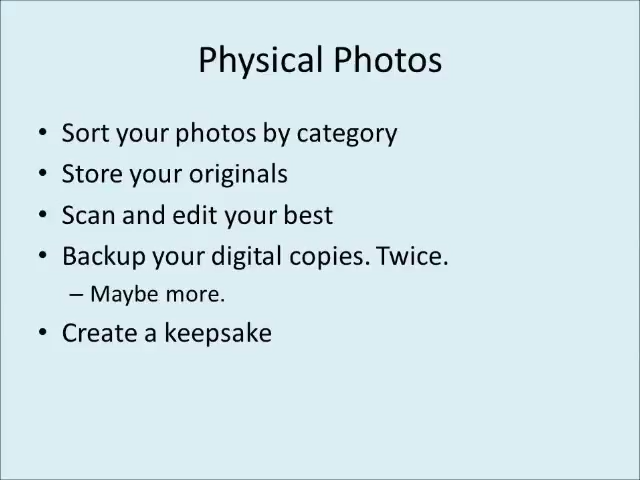 Physical Photos
• Sort your photos by category
• Store your originals
• Scan and edit your best
• Backup your digital copies. Twice.
– Maybe more.
• Create a keepsake